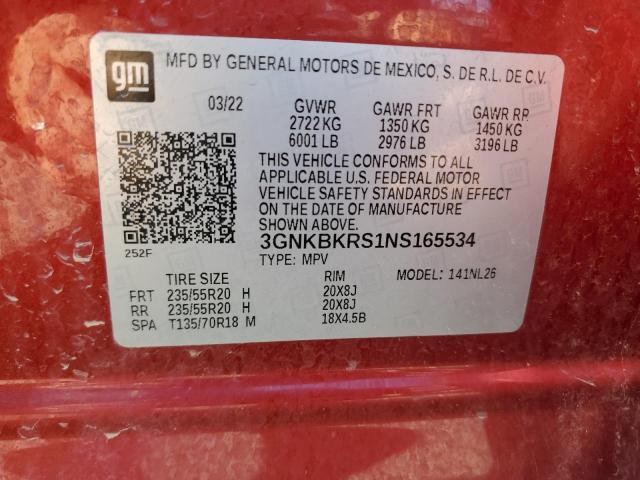 gm
MFD BY GENERAL MOTORS DE MEXICO, S. DE R.L. DE C.V.
03/22 GVWR GAWR FRT GAWR RR
2722 KG 1350 KG 1450 KG
6001 LB 2976 LB 3196 LB
THIS VEHICLE CONFORMS TO ALL
APPLICABLE U.S. FEDERAL MOTOR
VEHICLE SAFETY STANDARDS IN EFFECT
ON THE DATE OF MANUFACTURE
SHOWN ABOVE.
3GNKBKRS1NS165534
252F
TYPE: MPV MODEL: 141NL26
TIRE SIZE RIM
FRT 235/55R20 H 20X8J
RR 235/55R20 H 20X8J
SPA T135/70R18 M 18X4.5B